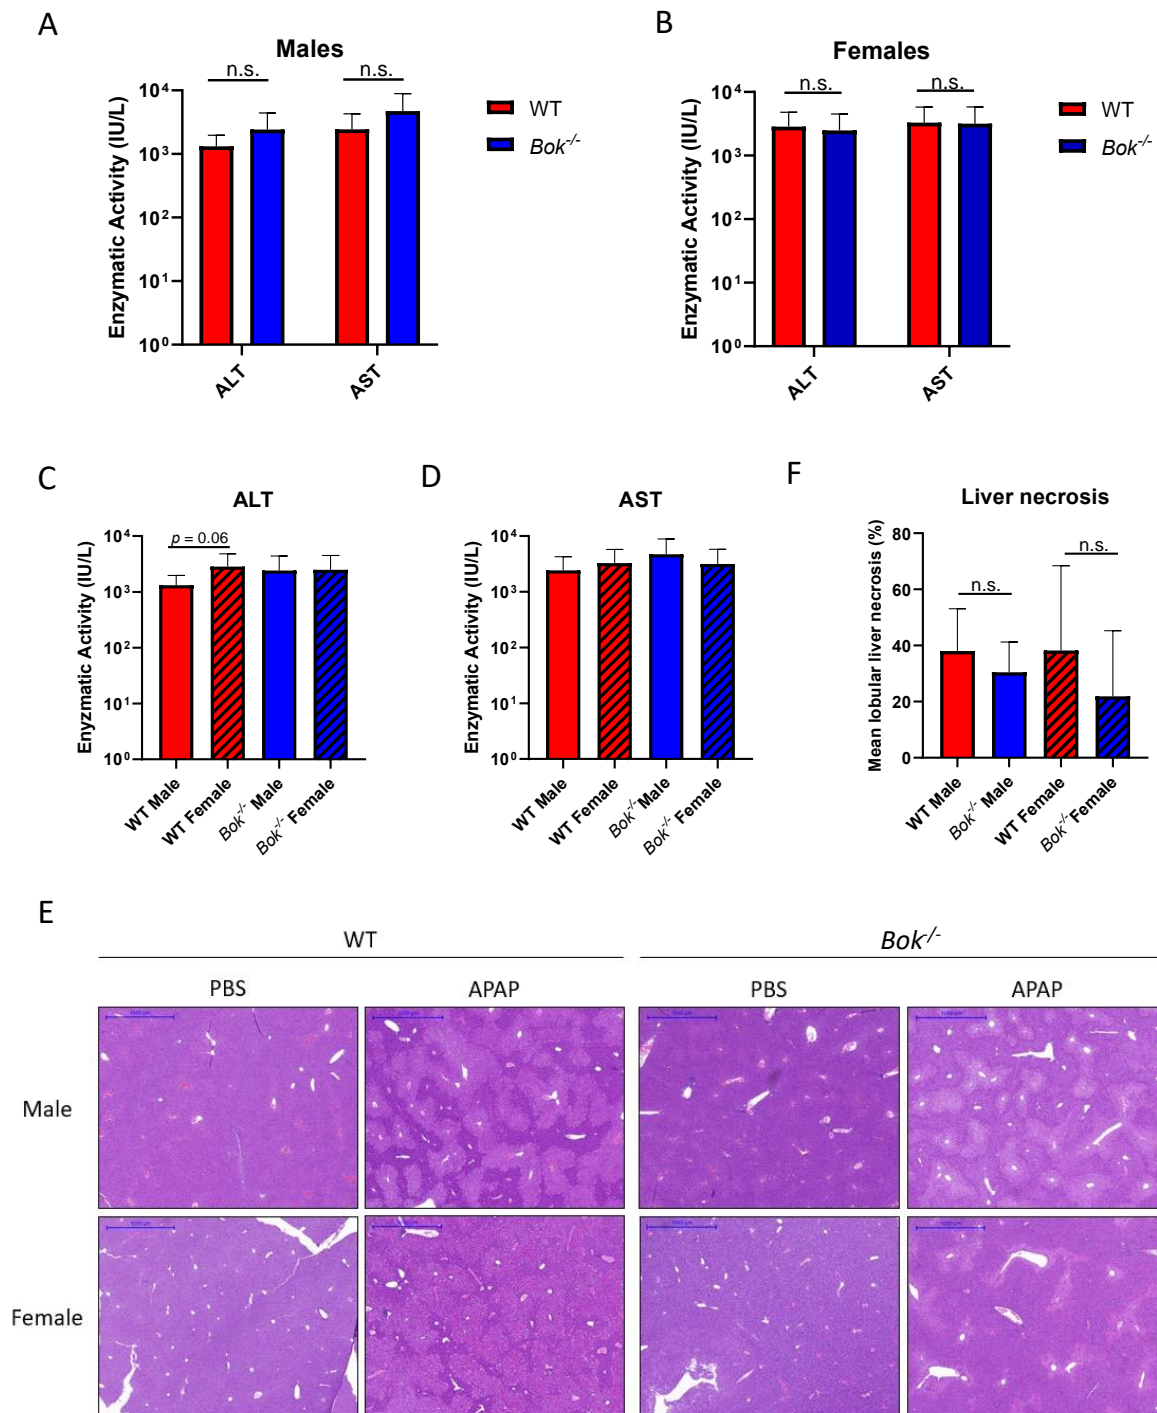 A
Males
n.s.
n.s.
Enzymatic Activity (IU/L)
10⁴
10³
10²
10¹
10⁰
ALT
AST
WT
Bok⁻/⁻
B
Females
n.s.
n.s.
Enzymatic Activity (IU/L)
10⁴
10³
10²
10¹
10⁰
ALT
AST
WT
Bok⁻/⁻
C
ALT
p = 0.06
Enyzmatic Activity (IU/L)
10⁴
10³
10²
10¹
10⁰
WT Male
WT Female
Bok⁻/⁻ Male
Bok⁻/⁻ Female
D
AST
Enzymatic Activity (IU/L)
10⁴
10³
10²
10¹
10⁰
WT Male
WT Female
Bok⁻/⁻ Male
Bok⁻/⁻ Female
F
Liver necrosis
n.s.
n.s.
Mean lobular liver necrosis (%)
80
60
40
20
0
WT Male
Bok⁻/⁻ Male
WT Female
Bok⁻/⁻ Female
E
WT
Bok⁻/⁻
PBS
APAP
PBS
APAP
Male
Female